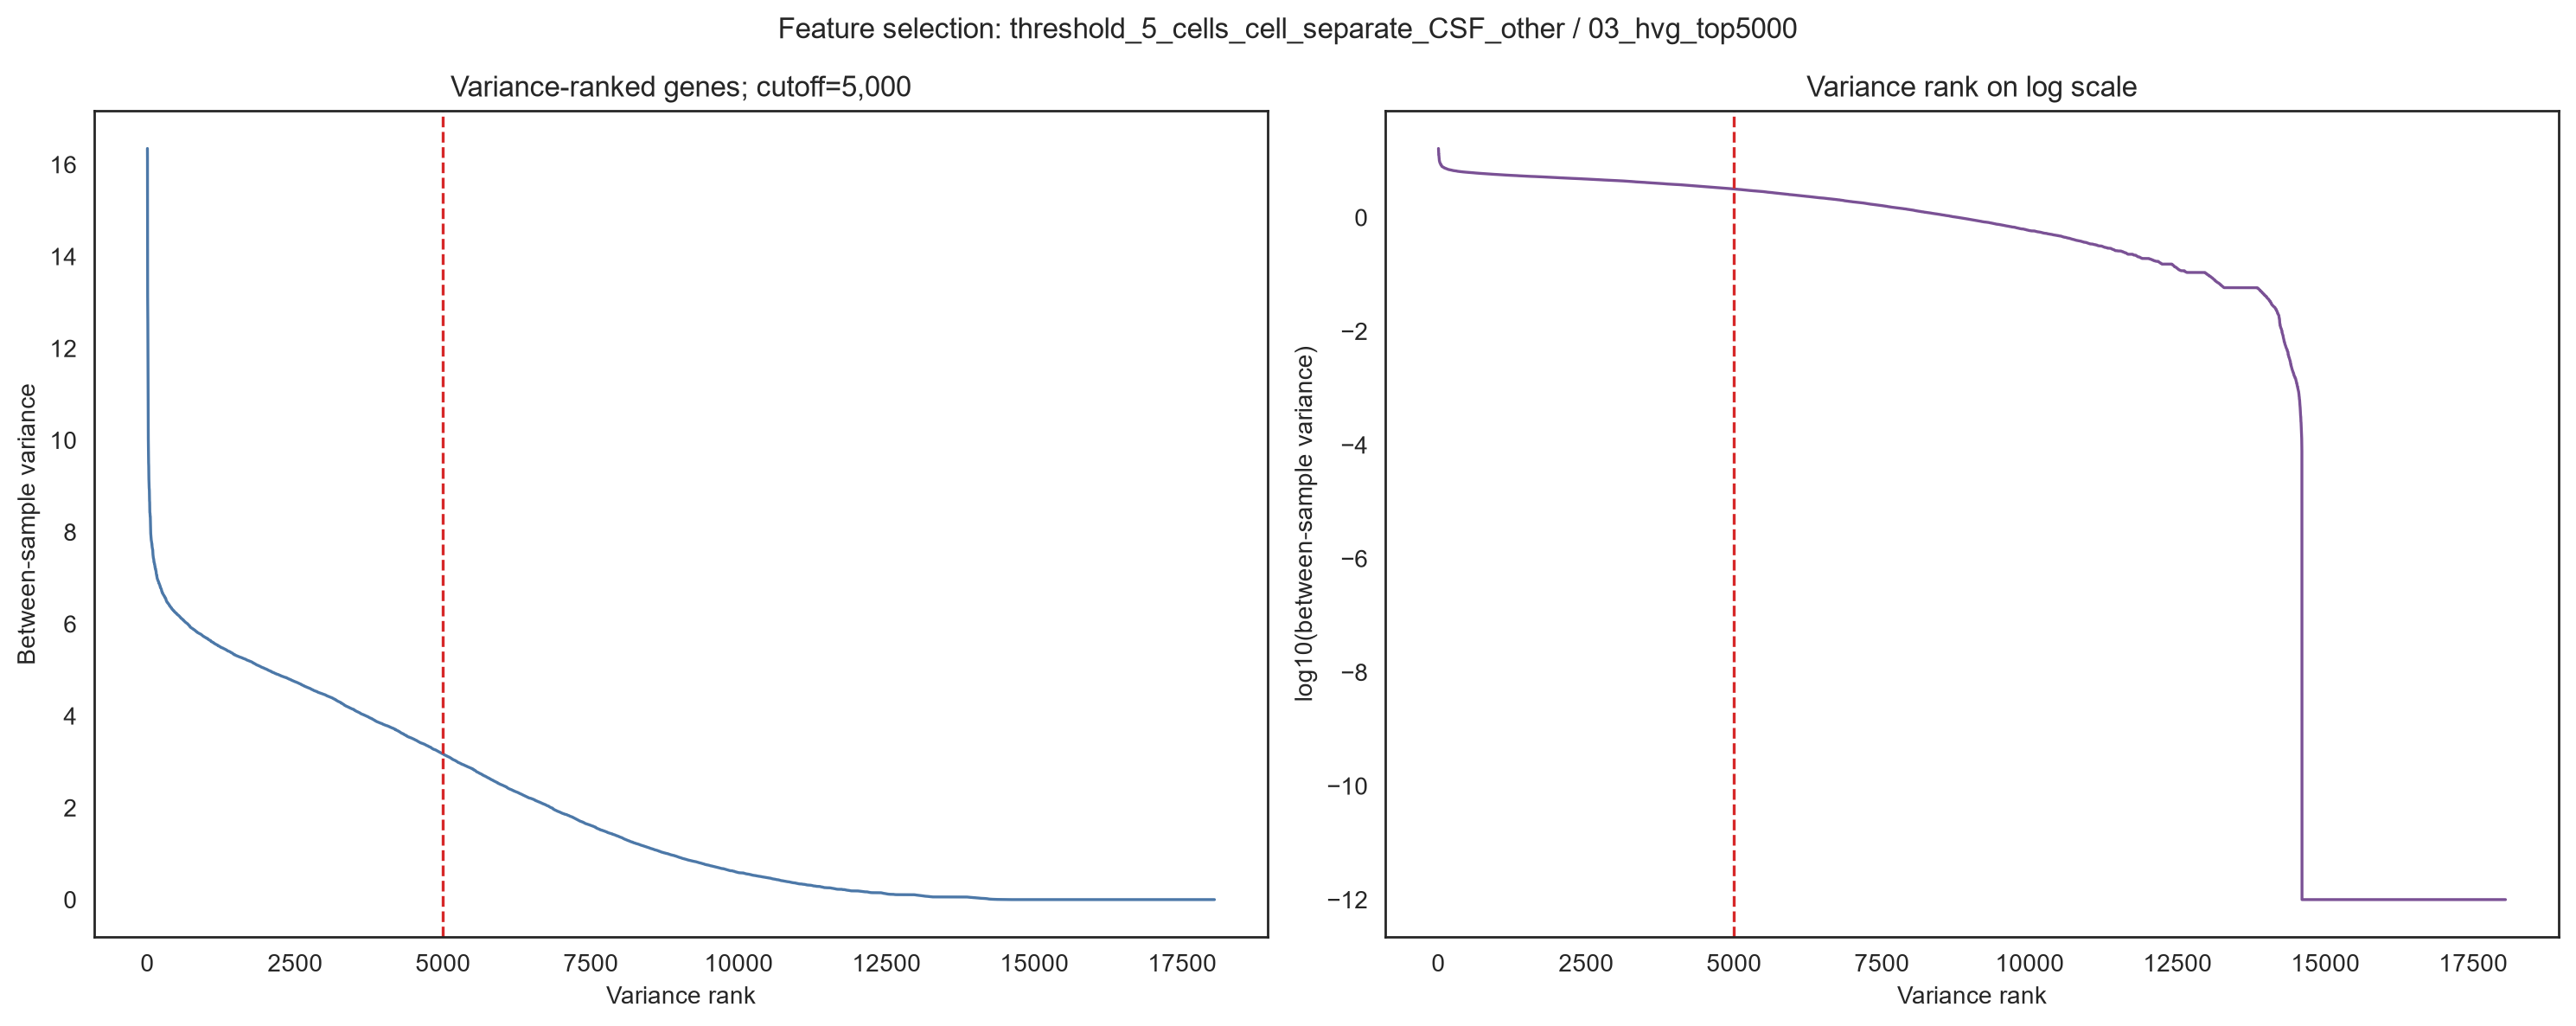 Feature selection: threshold_5_cells_cell_separate_CSF_other / 03_hvg_top5000
Variance-ranked genes; cutoff=5,000
Between-sample variance
16
14
12
10
8
6
4
2
0
0 2500 5000 7500 10000 12500 15000 17500
Variance rank
Variance rank on log scale
log10(between-sample variance)
0
−2
−4
−6
−8
−10
−12
0 2500 5000 7500 10000 12500 15000 17500
Variance rank